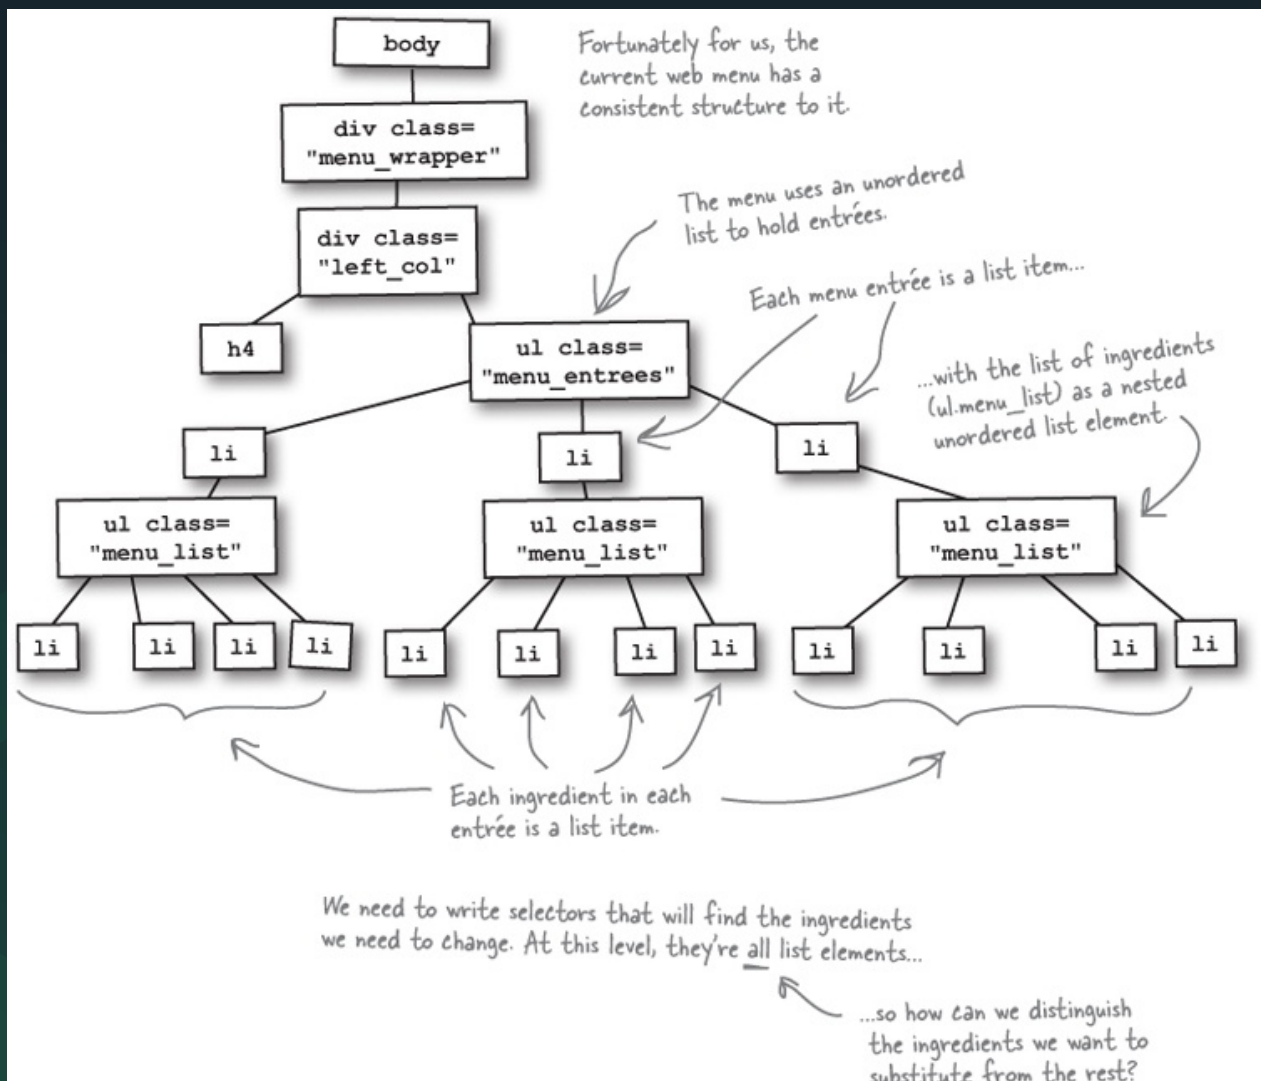 body
Fortunately for us, the
current web menu has a
consistent structure to it.
div class=
"menu_wrapper"
The menu uses an unordered
list to hold entrées.
div class=
"left_col"
Each menu entrée is a list item...
h4
ul class=
"menu_entrees"
...with the list of ingredients
(ul.menu_list) as a nested
unordered list element.
li
li
li
ul class=
"menu_list"
ul class=
"menu_list"
ul class=
"menu_list"
li
li
li
li
li
li
li
li
li
li
li
li
Each ingredient in each
entrée is a list item.
We need to write selectors that will find the ingredients
we need to change. At this level, they're all list elements...
...so how can we distinguish
the ingredients we want to
substitute from the rest?